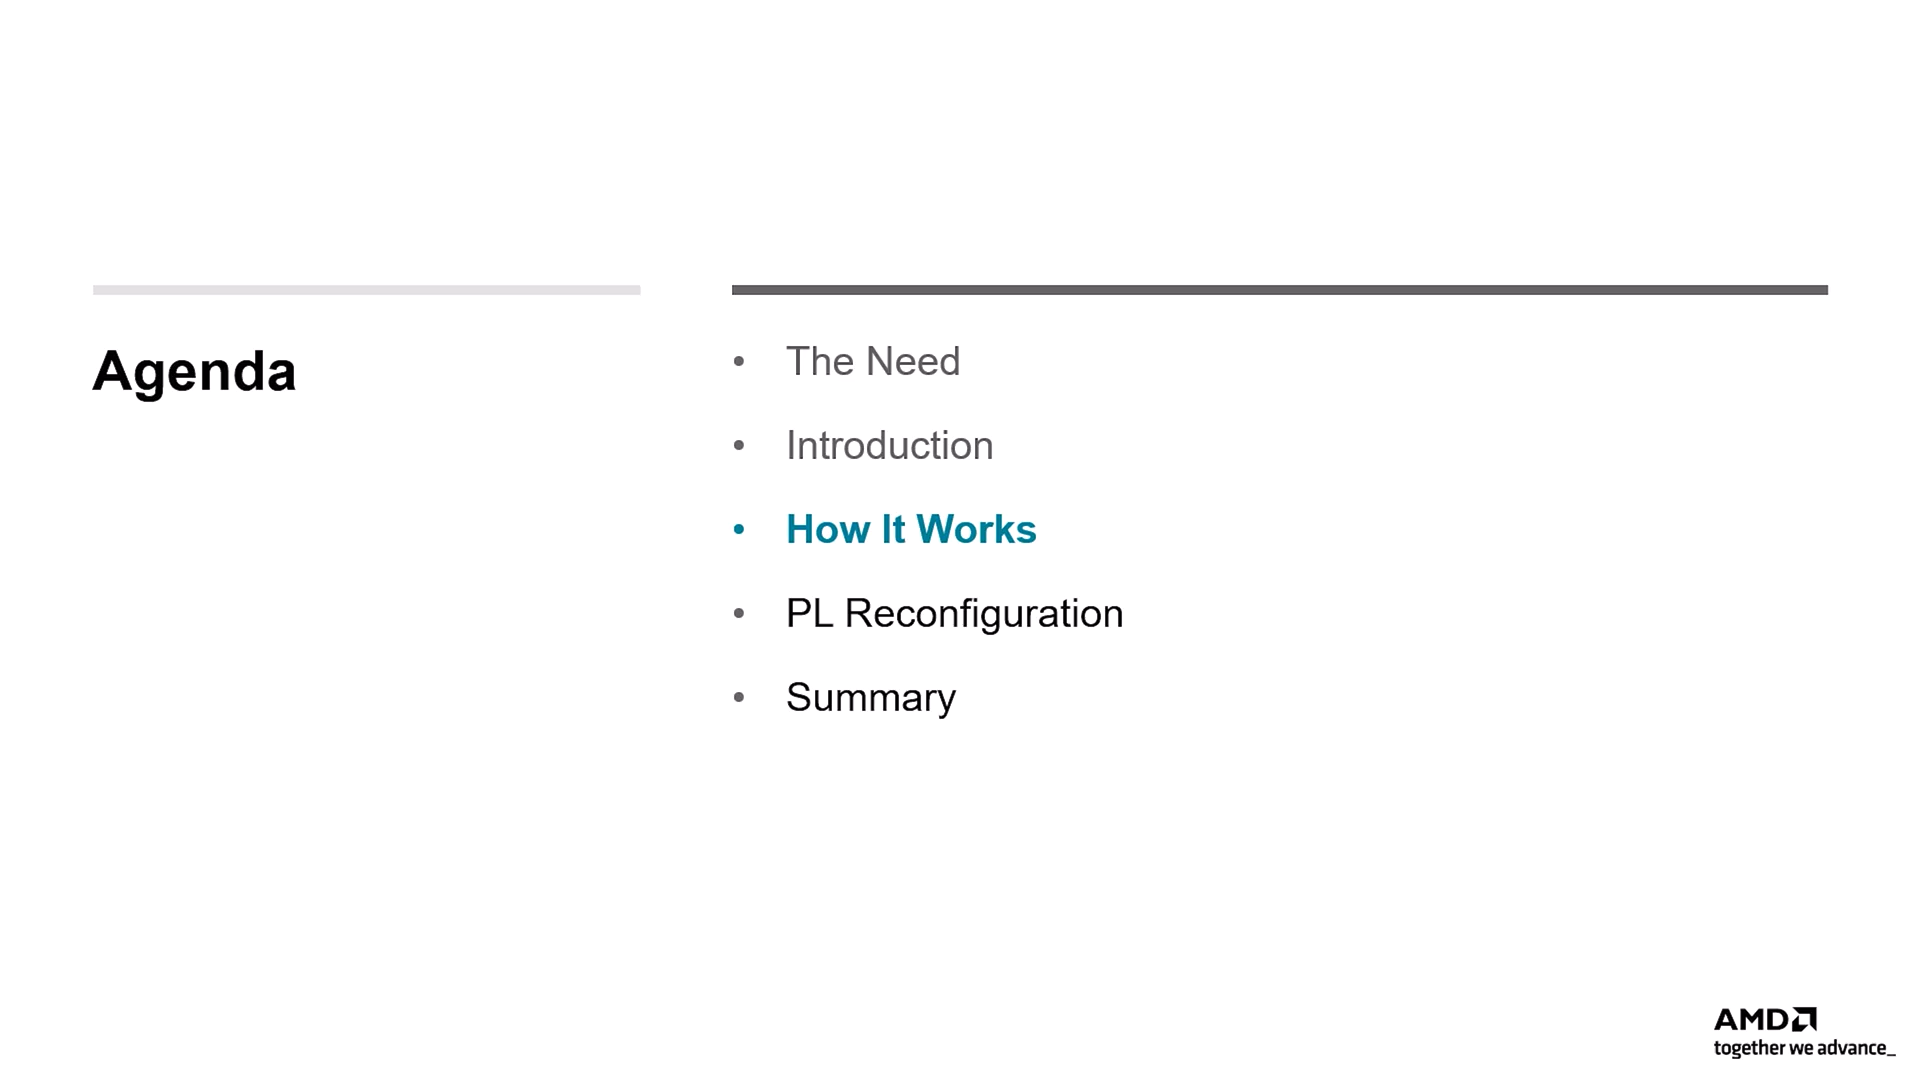 Agenda
• The Need
• Introduction
• How It Works
• PL Reconfiguration
• Summary
AMD
together we advance_